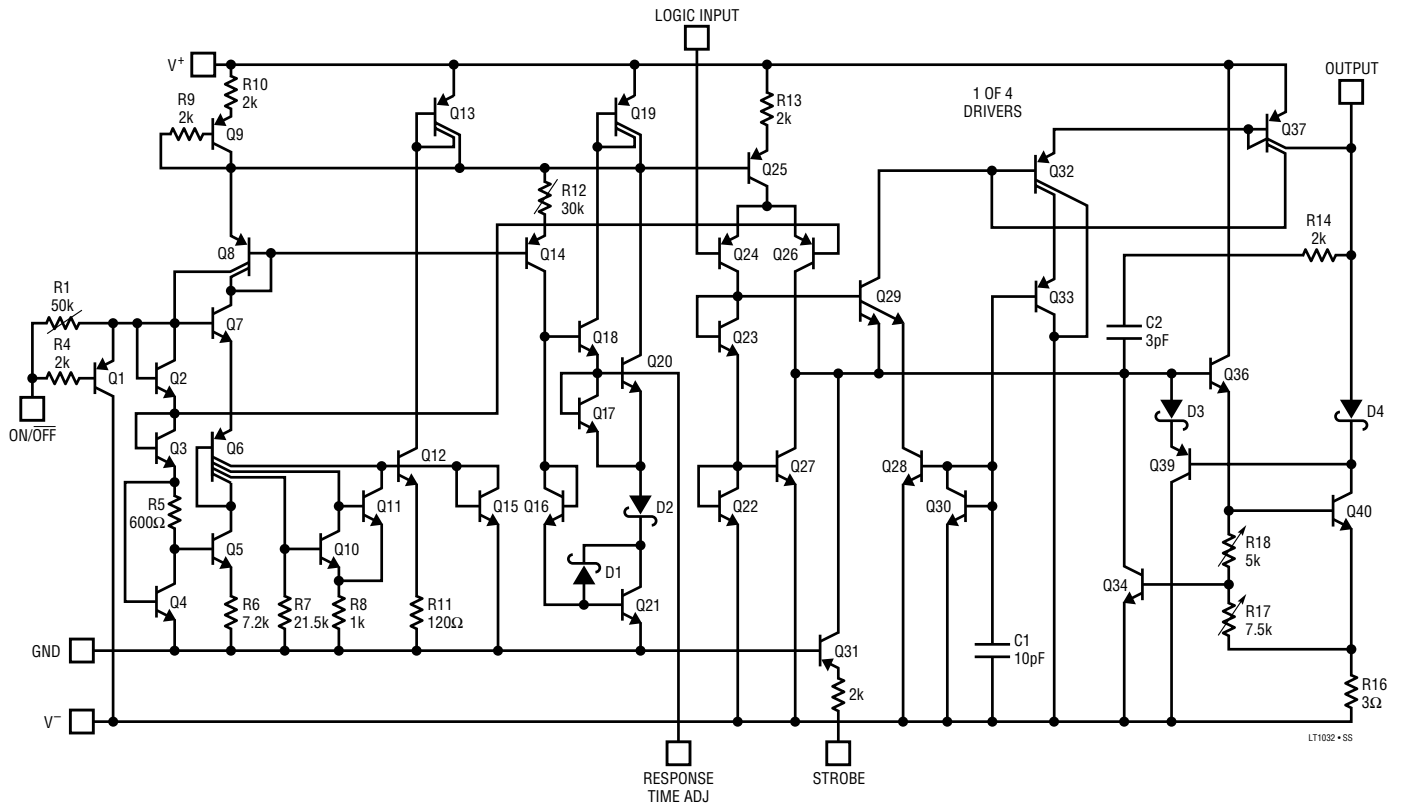 LOGIC INPUT
V+
R10
2k
R9
2k
Q9
Q13
Q19
R13
2k
1 OF 4
DRIVERS
OUTPUT
Q37
Q25
Q32
R12
30k
Q8
Q14
Q24
Q26
R14
2k
R1
50k
Q7
Q29
Q33
C2
3pF
R4
2k
Q1
Q2
Q18
Q23
Q20
Q36
D3
D4
ON/OFF
Q3
Q6
Q17
Q12
Q27
Q28
Q39
R5
600Ω
Q11
Q15
Q16
D2
Q22
Q30
Q40
Q5
Q10
D1
R18
5k
Q4
R6
7.2k
R7
21.5k
R8
1k
R11
120Ω
Q21
Q34
R17
7.5k
GND
Q31
C1
10pF
2k
R16
3Ω
V–
LT1032 • SS
RESPONSE
TIME ADJ
STROBE